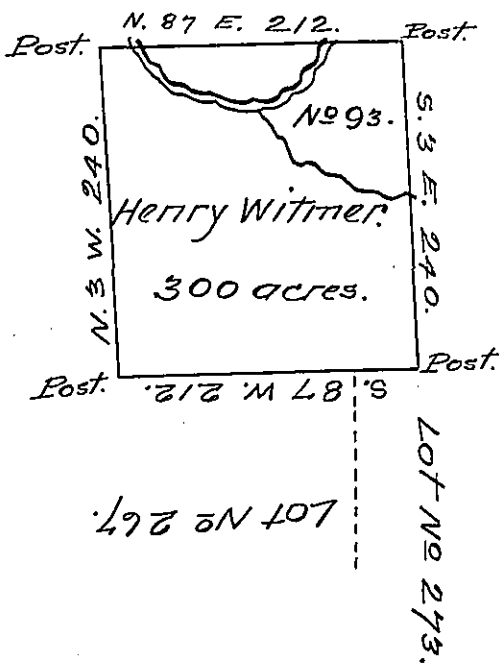 N. 87 E. 212.
Post.
Post.
No 93.
S. 3 E. 240.
N. 3 W. 240.
Henry Witmer.
300 acres.
Post.
S. 87 W. 212.
Post.
Lot No 267.
Lot No 273.